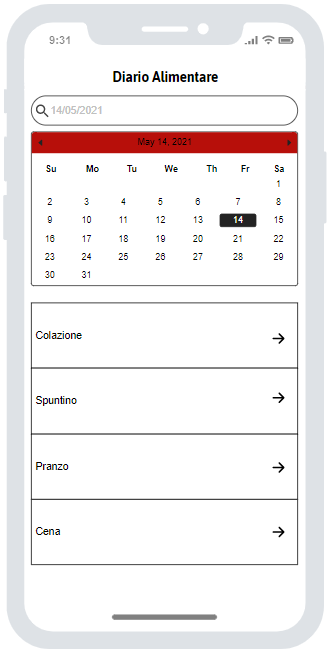 9:31
Diario Alimentare
14/05/2021
May 14, 2021
Su Mo Tu We Th Fr Sa
1
2 3 4 5 6 7 8
9 10 11 12 13 14 15
16 17 18 19 20 21 22
23 24 25 26 27 28 29
30 31
Colazione
Spuntino
Pranzo
Cena